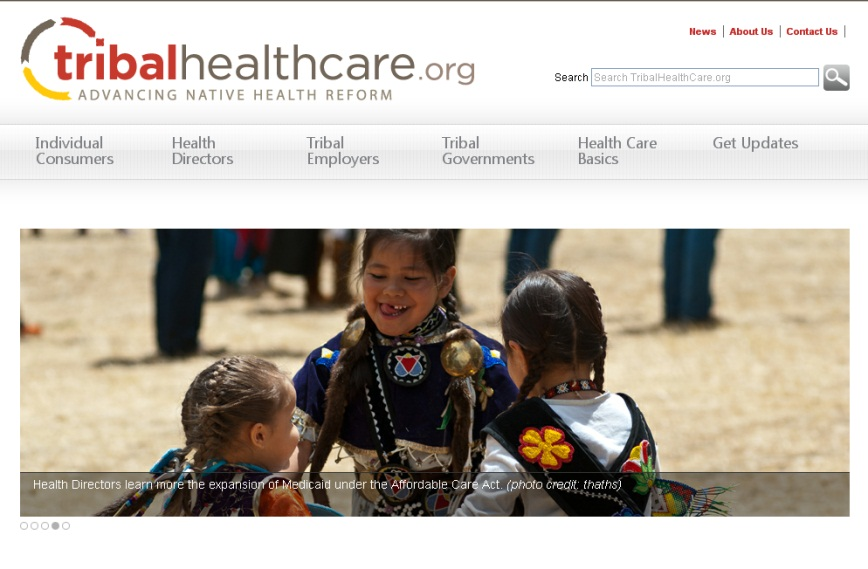 News | About Us | Contact Us |
tribalhealthcare.org
ADVANCING NATIVE HEALTH REFORM
Search Search TribalHealthCare.org
Individual Consumers
Health Directors
Tribal Employers
Tribal Governments
Health Care Basics
Get Updates
Health Directors learn more the expansion of Medicaid under the Affordable Care Act. (photo credit: thaths)